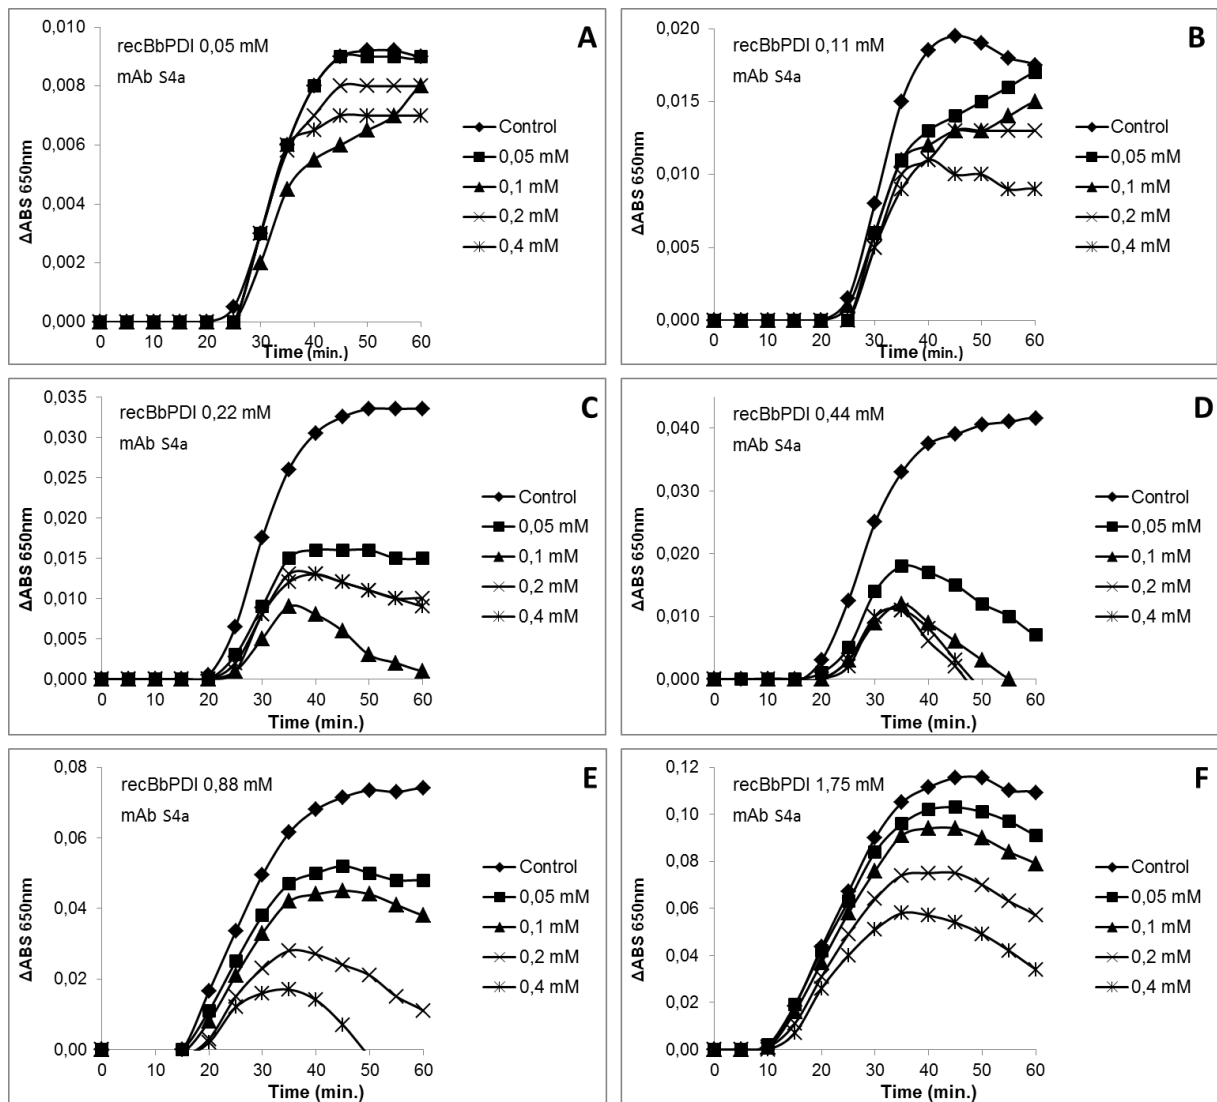 A
recBbPDI 0,05 mM
mAb S4a
ΔABS 650nm
0,010
0,008
0,006
0,004
0,002
0,000
0 10 20 30 40 50 60
Time (min.)
Control
0,05 mM
0,1 mM
0,2 mM
0,4 mM
B
recBbPDI 0,11 mM
mAb S4a
ΔABS 650nm
0,020
0,015
0,010
0,005
0,000
0 10 20 30 40 50 60
Time (min.)
Control
0,05 mM
0,1 mM
0,2 mM
0,4 mM
C
recBbPDI 0,22 mM
mAb S4a
ΔABS 650nm
0,035
0,030
0,025
0,020
0,015
0,010
0,005
0,000
0 10 20 30 40 50 60
Time (min.)
Control
0,05 mM
0,1 mM
0,2 mM
0,4 mM
D
recBbPDI 0,44 mM
mAb S4a
ΔABS 650nm
0,040
0,030
0,020
0,010
0,000
0 10 20 30 40 50 60
Time (min.)
Control
0,05 mM
0,1 mM
0,2 mM
0,4 mM
E
recBbPDI 0,88 mM
mAb S4a
ΔABS 650nm
0,08
0,06
0,04
0,02
0,00
0 10 20 30 40 50 60
Time (min.)
Control
0,05 mM
0,1 mM
0,2 mM
0,4 mM
F
recBbPDI 1,75 mM
mAb S4a
ΔABS 650nm
0,12
0,10
0,08
0,06
0,04
0,02
0,00
0 10 20 30 40 50 60
Time (min.)
Control
0,05 mM
0,1 mM
0,2 mM
0,4 mM